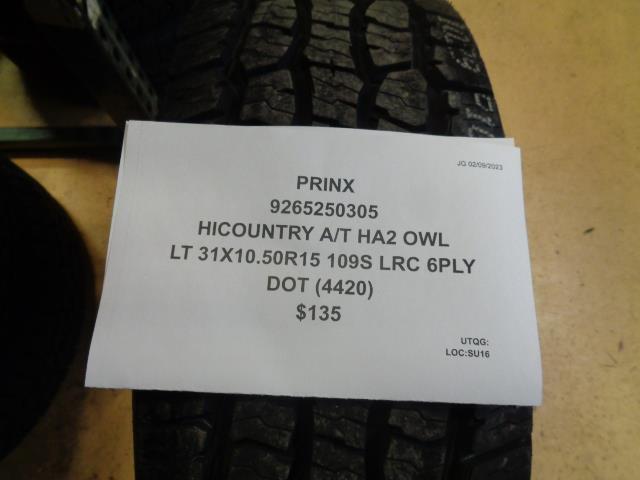 JG 02/09/2023
PRINX
9265250305
HICOUNTRY A/T HA2 OWL
LT 31X10.50R15 109S LRC 6PLY
DOT (4420)
$135
UTQG:
LOC:SU16